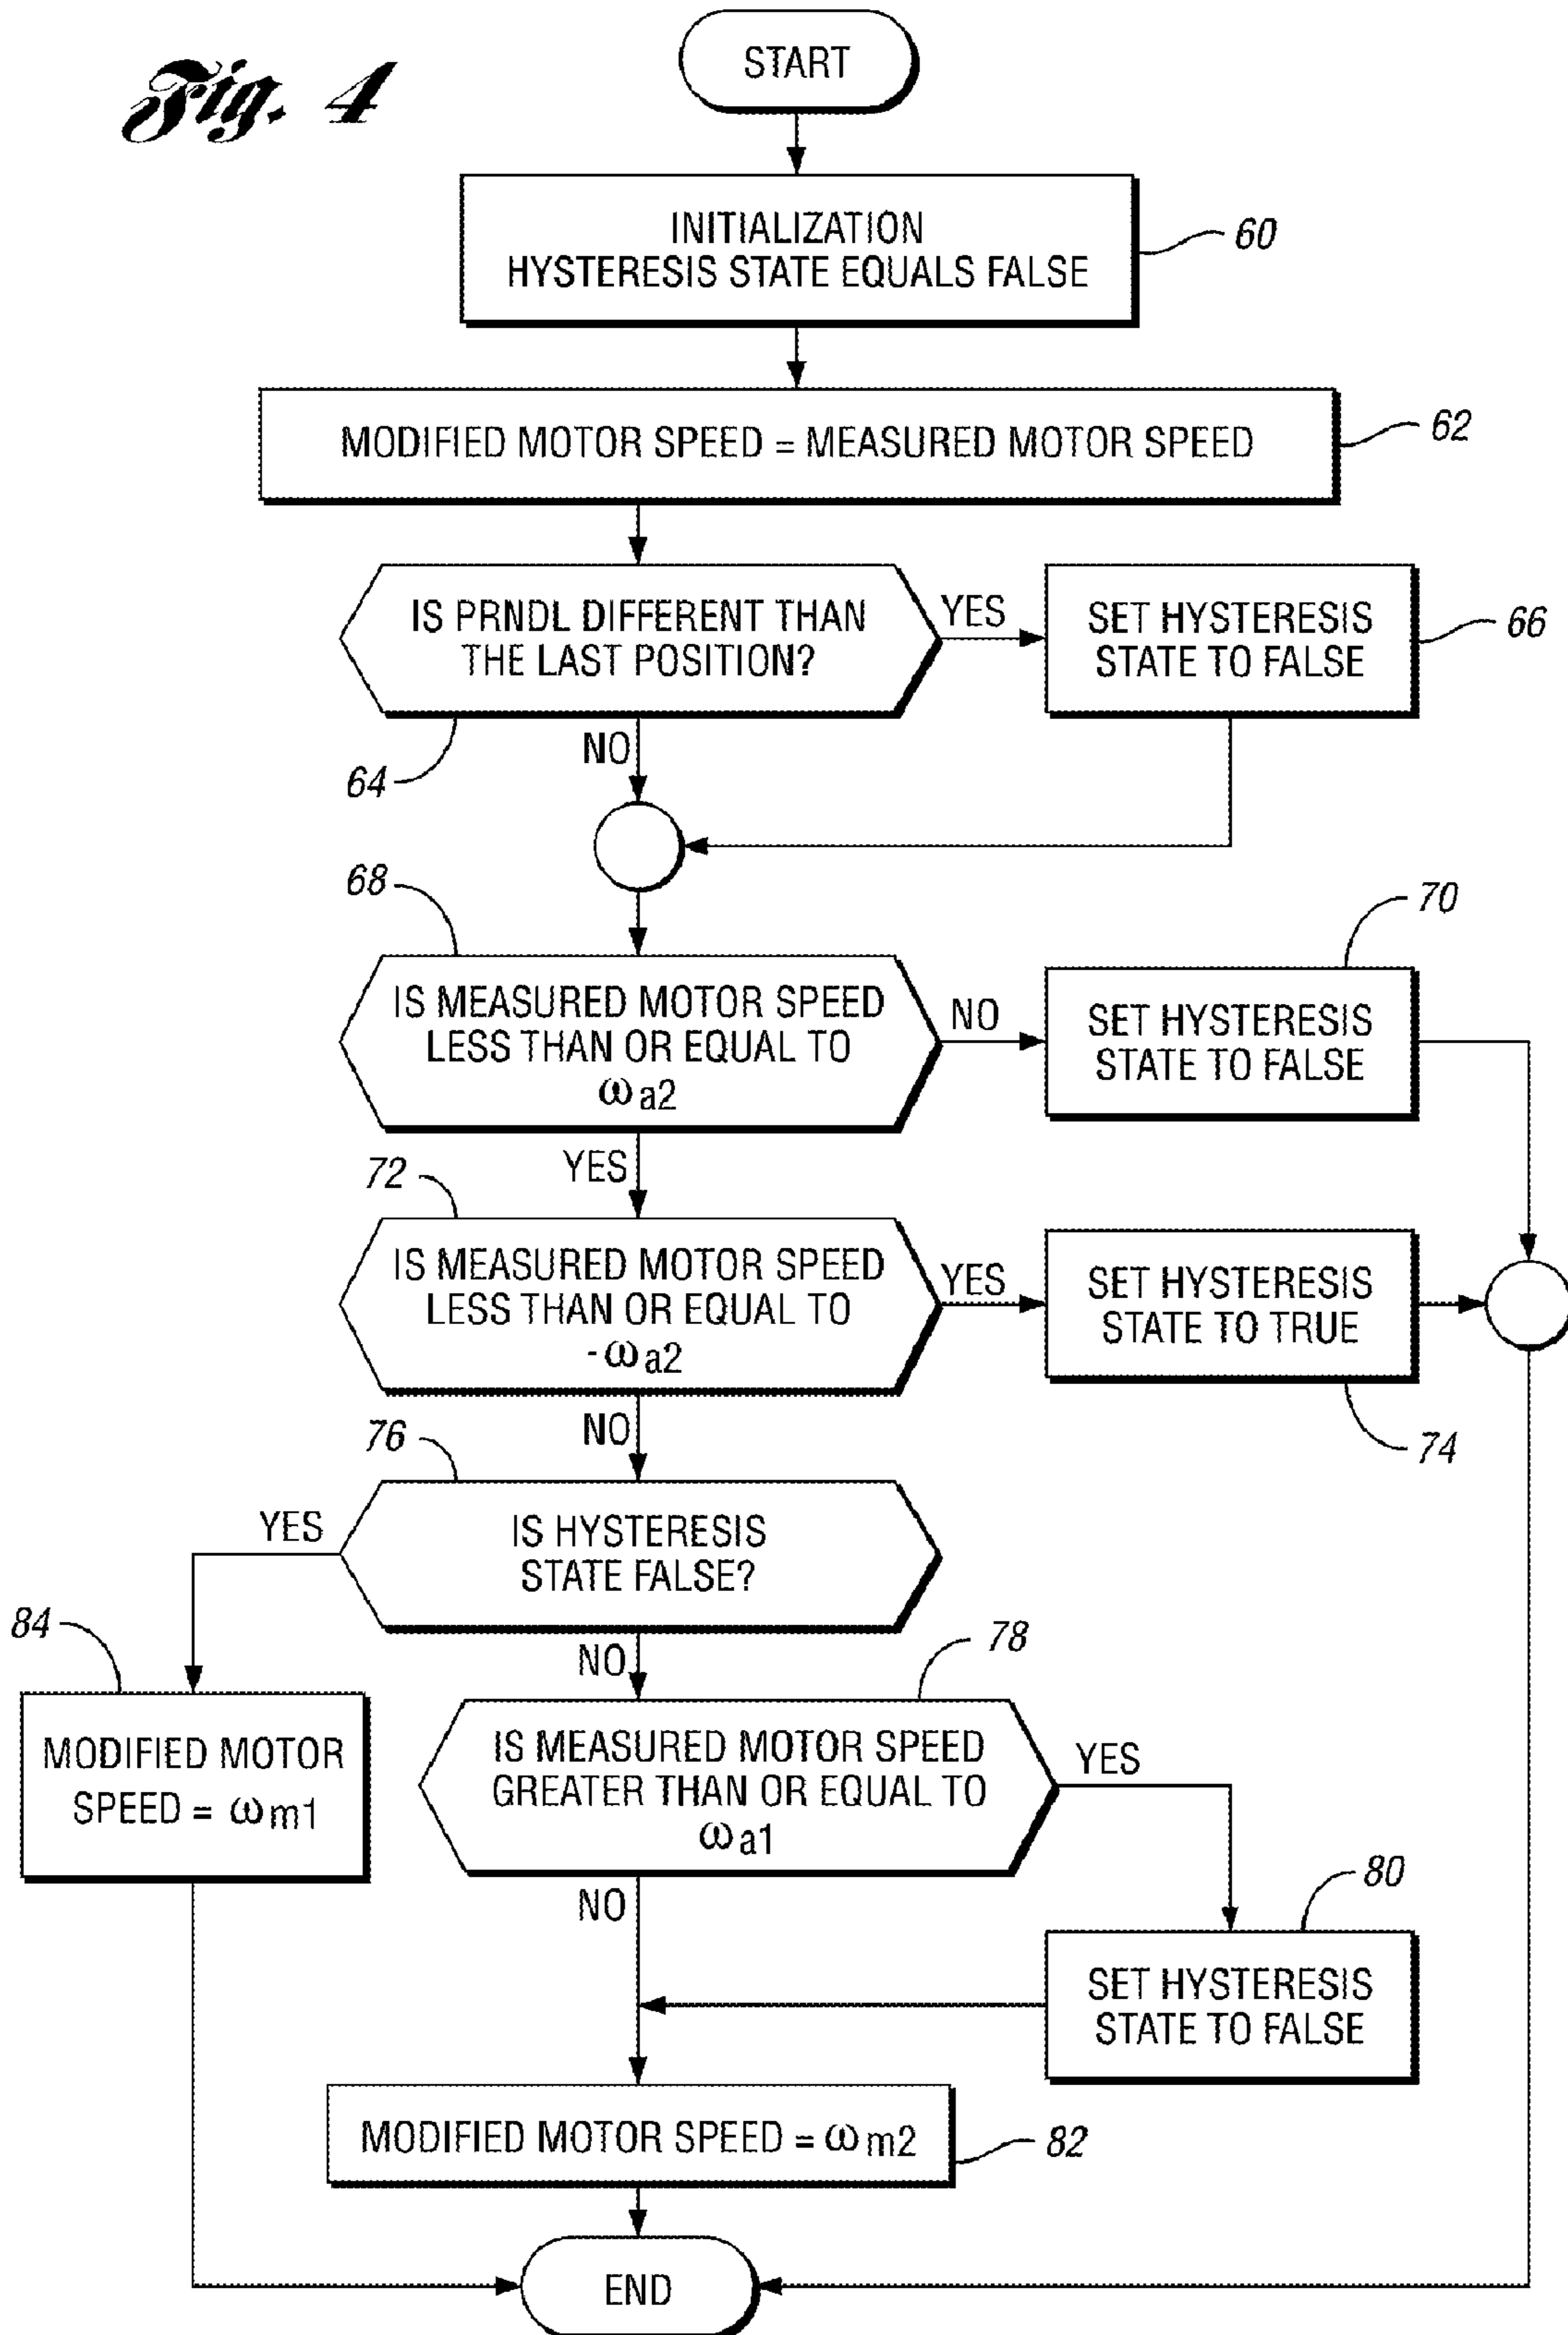 Fig. 4
START
INITIALIZATION
HYSTERESIS STATE EQUALS FALSE
60
MODIFIED MOTOR SPEED = MEASURED MOTOR SPEED
62
IS PRNDL DIFFERENT THAN
THE LAST POSITION?
YES
SET HYSTERESIS
STATE TO FALSE
66
NO
64
68
70
IS MEASURED MOTOR SPEED
LESS THAN OR EQUAL TO
ωa2
NO
SET HYSTERESIS
STATE TO FALSE
YES
72
IS MEASURED MOTOR SPEED
LESS THAN OR EQUAL TO
-ωa2
YES
SET HYSTERESIS
STATE TO TRUE
74
NO
76
IS HYSTERESIS
STATE FALSE?
YES
84
NO
78
MODIFIED MOTOR
SPEED = ωm1
IS MEASURED MOTOR SPEED
GREATER THAN OR EQUAL TO
ωa1
YES
NO
80
SET HYSTERESIS
STATE TO FALSE
MODIFIED MOTOR SPEED = ωm2
82
END